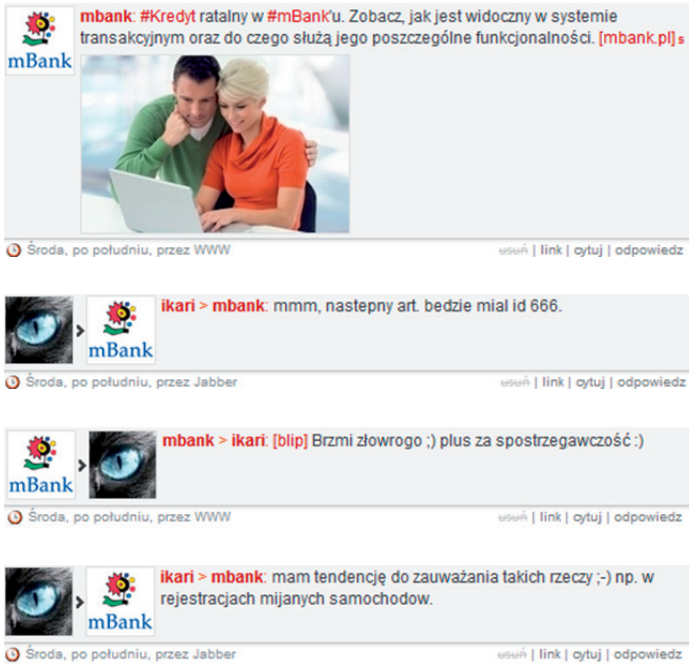 mBank
mbank: #Kredyt ratalny w #mBank'u. Zobacz, jak jest widoczny w systemie
transakcyjnym oraz do czego służą jego poszczególne funkcjonalności. [mbank.pl] s
Środa, po południu, przez WWW usuń | link | cytuj | odpowiedz
mBank
ikari > mbank: mmm, nastepny art. bedzie mial id 666.
Środa, po południu, przez Jabber usuń | link | cytuj | odpowiedz
mBank
mbank > ikari: [blip] Brzmi złowrogo ;) plus za spostrzegawczość :)
Środa, po południu, przez WWW usuń | link | cytuj | odpowiedz
mBank
ikari > mbank: mam tendencję do zauważania takich rzeczy ;-) np. w
rejestracjach mijanych samochodow.
Środa, po południu, przez Jabber usuń | link | cytuj | odpowiedz